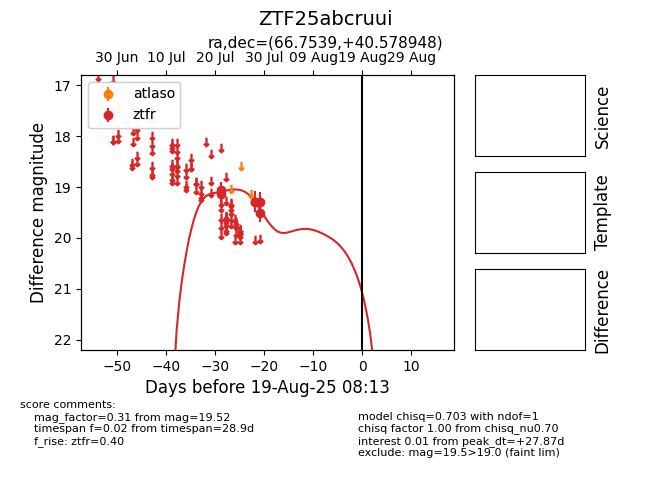 ZTF25abcruui
ra,dec=(66.7539,+40.578948)
30 Jun 10 Jul 20 Jul 30 Jul 09 Aug 19 Aug 29 Aug
17
18
19
20
21
22
Difference magnitude
atlaso
ztfr
−50 −40 −30 −20 −10 0 10
Days before 19-Aug-25 08:13
Science
Template
Difference
score comments:
mag_factor=0.31 from mag=19.52
timespan f=0.02 from timespan=28.9d
f_rise: ztfr=0.40
model chisq=0.703 with ndof=1
chisq factor 1.00 from chisq_nu0.70
interest 0.01 from peak_dt=+27.87d
exclude: mag=19.5>19.0 (faint lim)